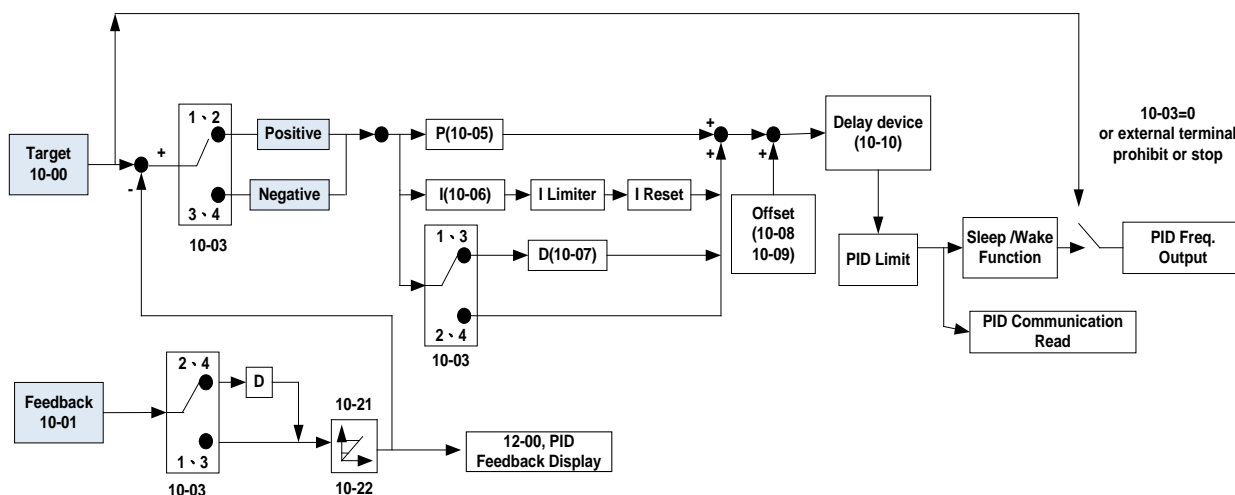 Target
10-00
+
-
1、2
3、4
10-03
Positive
Negative
P(10-05)
I(10-06)
I Limiter
I Reset
1、3
D(10-07)
2、4
10-03
+
+
+
Offset
(10-08
10-09)
Delay device
(10-10)
PID Limit
Sleep /Wake
Function
10-03=0
or external terminal
prohibit or stop
PID Freq.
Output
PID Communication
Read
Feedback
10-01
2、4
1、3
10-03
D
10-21
10-22
12-00, PID
Feedback Display